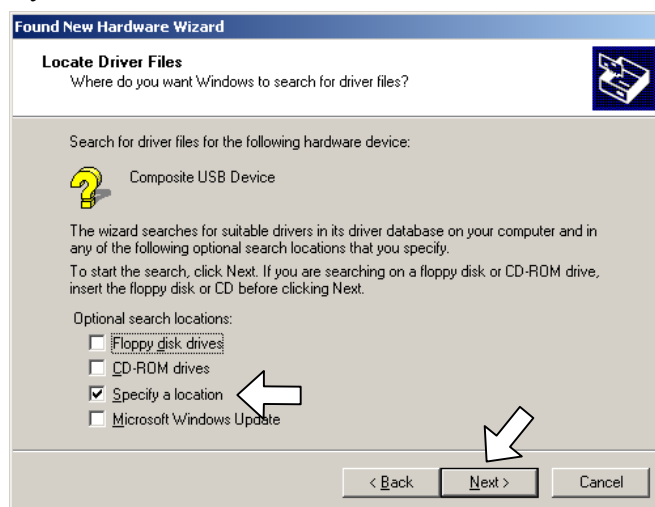 Found New Hardware Wizard
Locate Driver Files
Where do you want Windows to search for driver files?
Search for driver files for the following hardware device:
Composite USB Device
The wizard searches for suitable drivers in its driver database on your computer and in
any of the following optional search locations that you specify.
To start the search, click Next. If you are searching on a floppy disk or CD-ROM drive,
insert the floppy disk or CD before clicking Next.
Optional search locations:
Floppy disk drives
CD-ROM drives
Specify a location
Microsoft Windows Update
< Back
Next >
Cancel